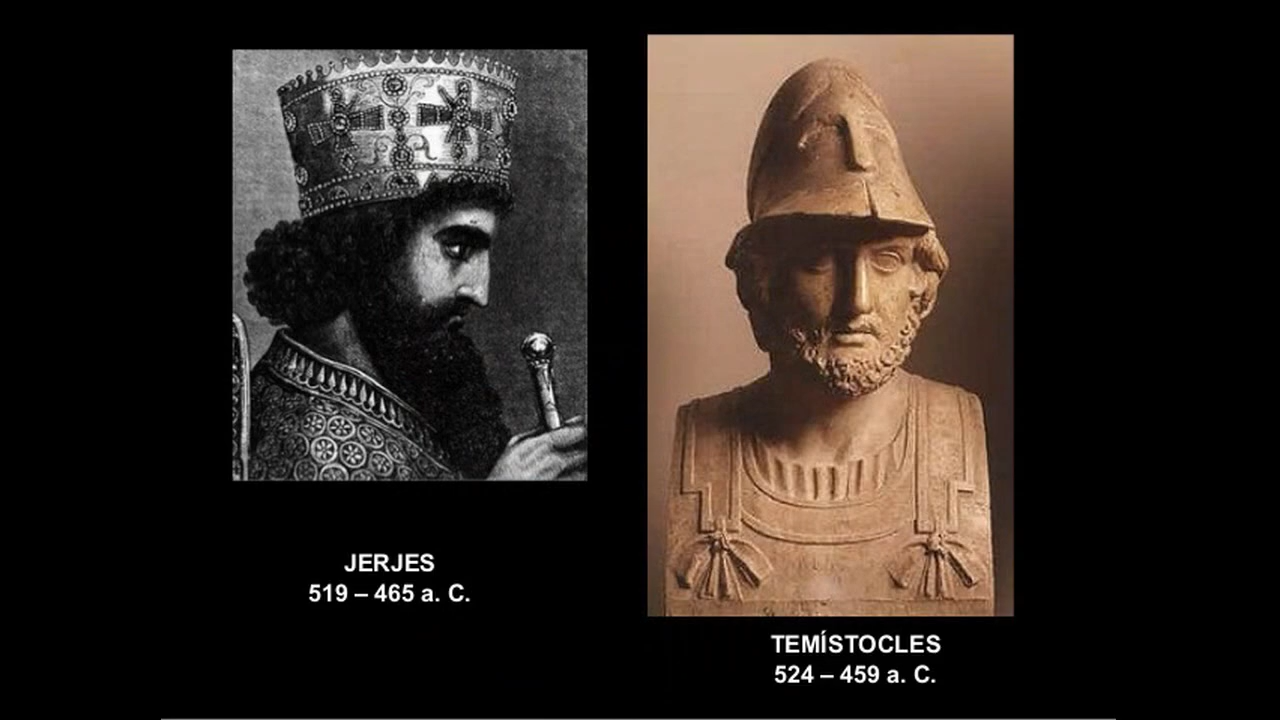 JERJES
519 – 465 a. C.
TEMÍSTOCLES
524 – 459 a. C.